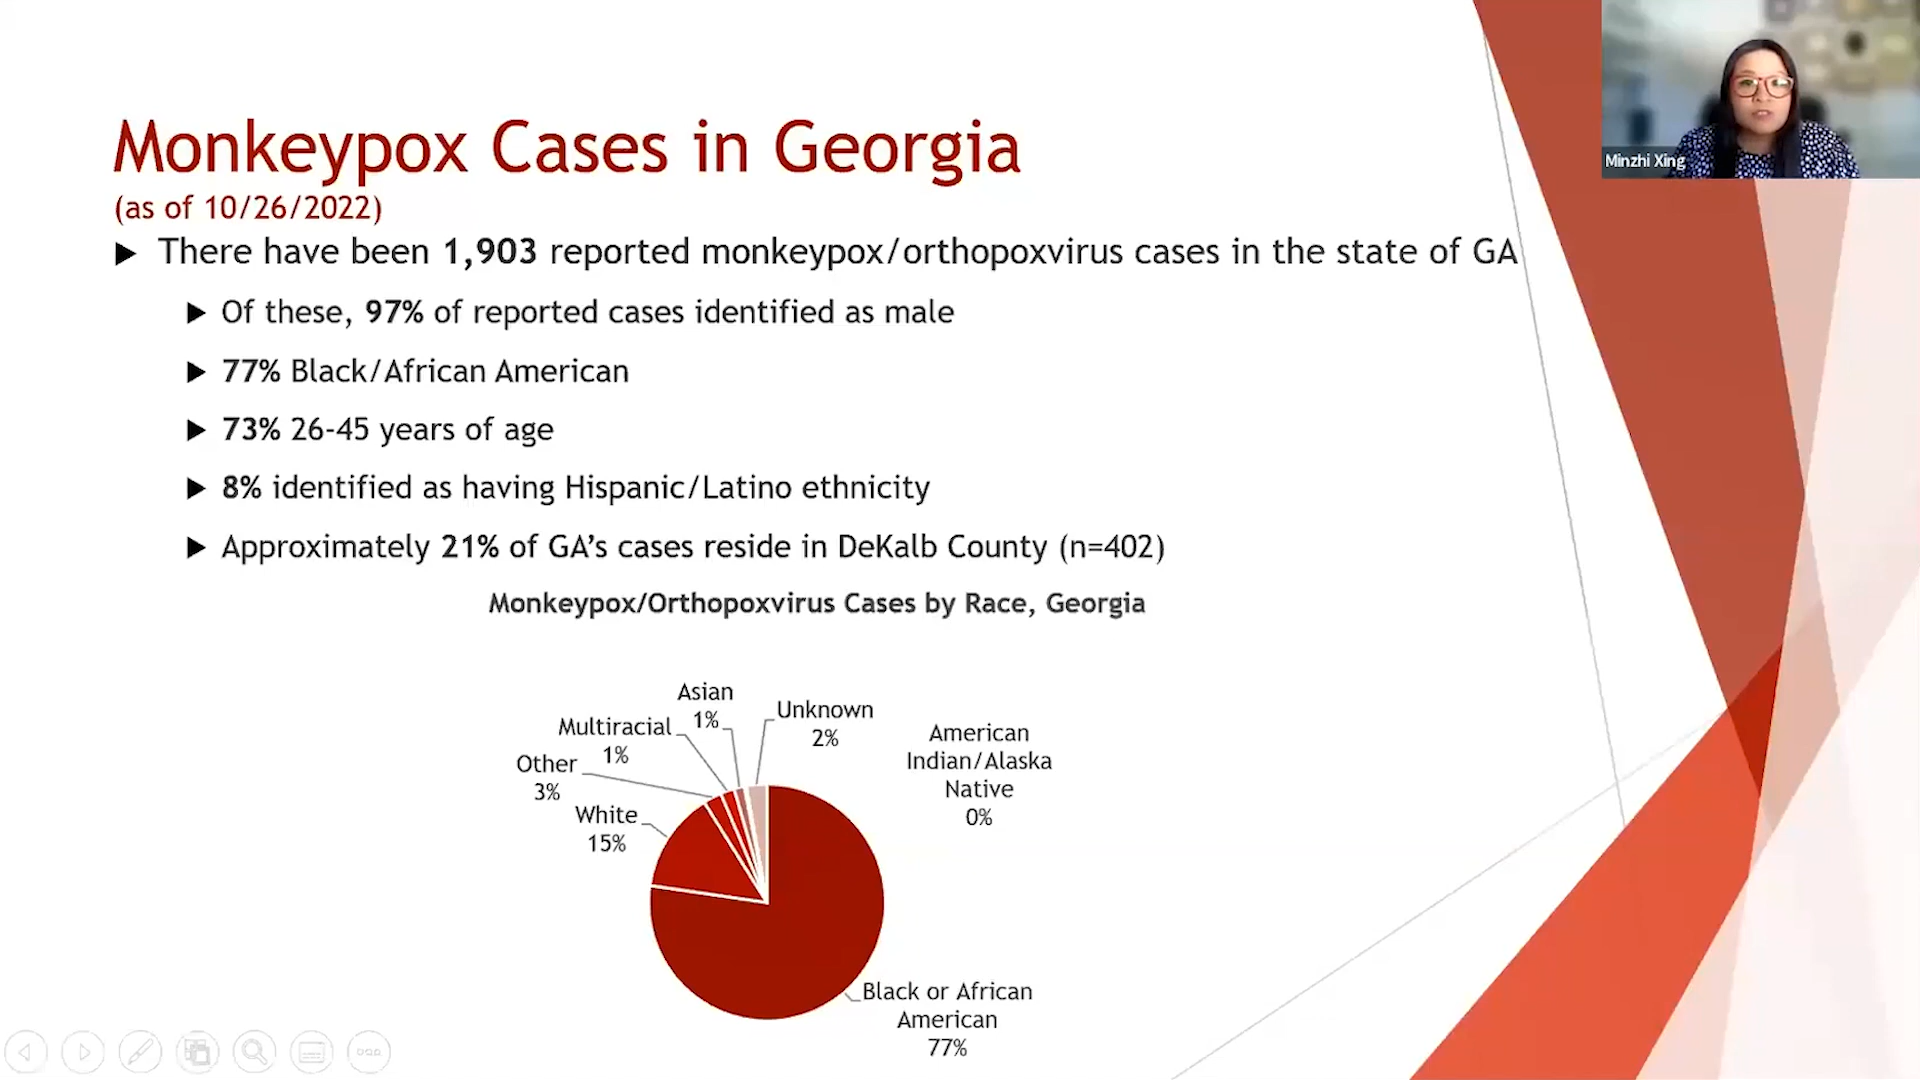 Monkeypox Cases in Georgia
(as of 10/26/2022)
There have been 1,903 reported monkeypox/orthopoxvirus cases in the state of GA
Of these, 97% of reported cases identified as male
77% Black/African American
73% 26-45 years of age
8% identified as having Hispanic/Latino ethnicity
Approximately 21% of GA's cases reside in DeKalb County (n=402)
Monkeypox/Orthopoxvirus Cases by Race, Georgia
Asian
1%
Unknown
2%
Multiracial
1%
American
Indian/Alaska
Native
0%
Other
3%
White
15%
Black or African
American
77%
Minzhi Xing